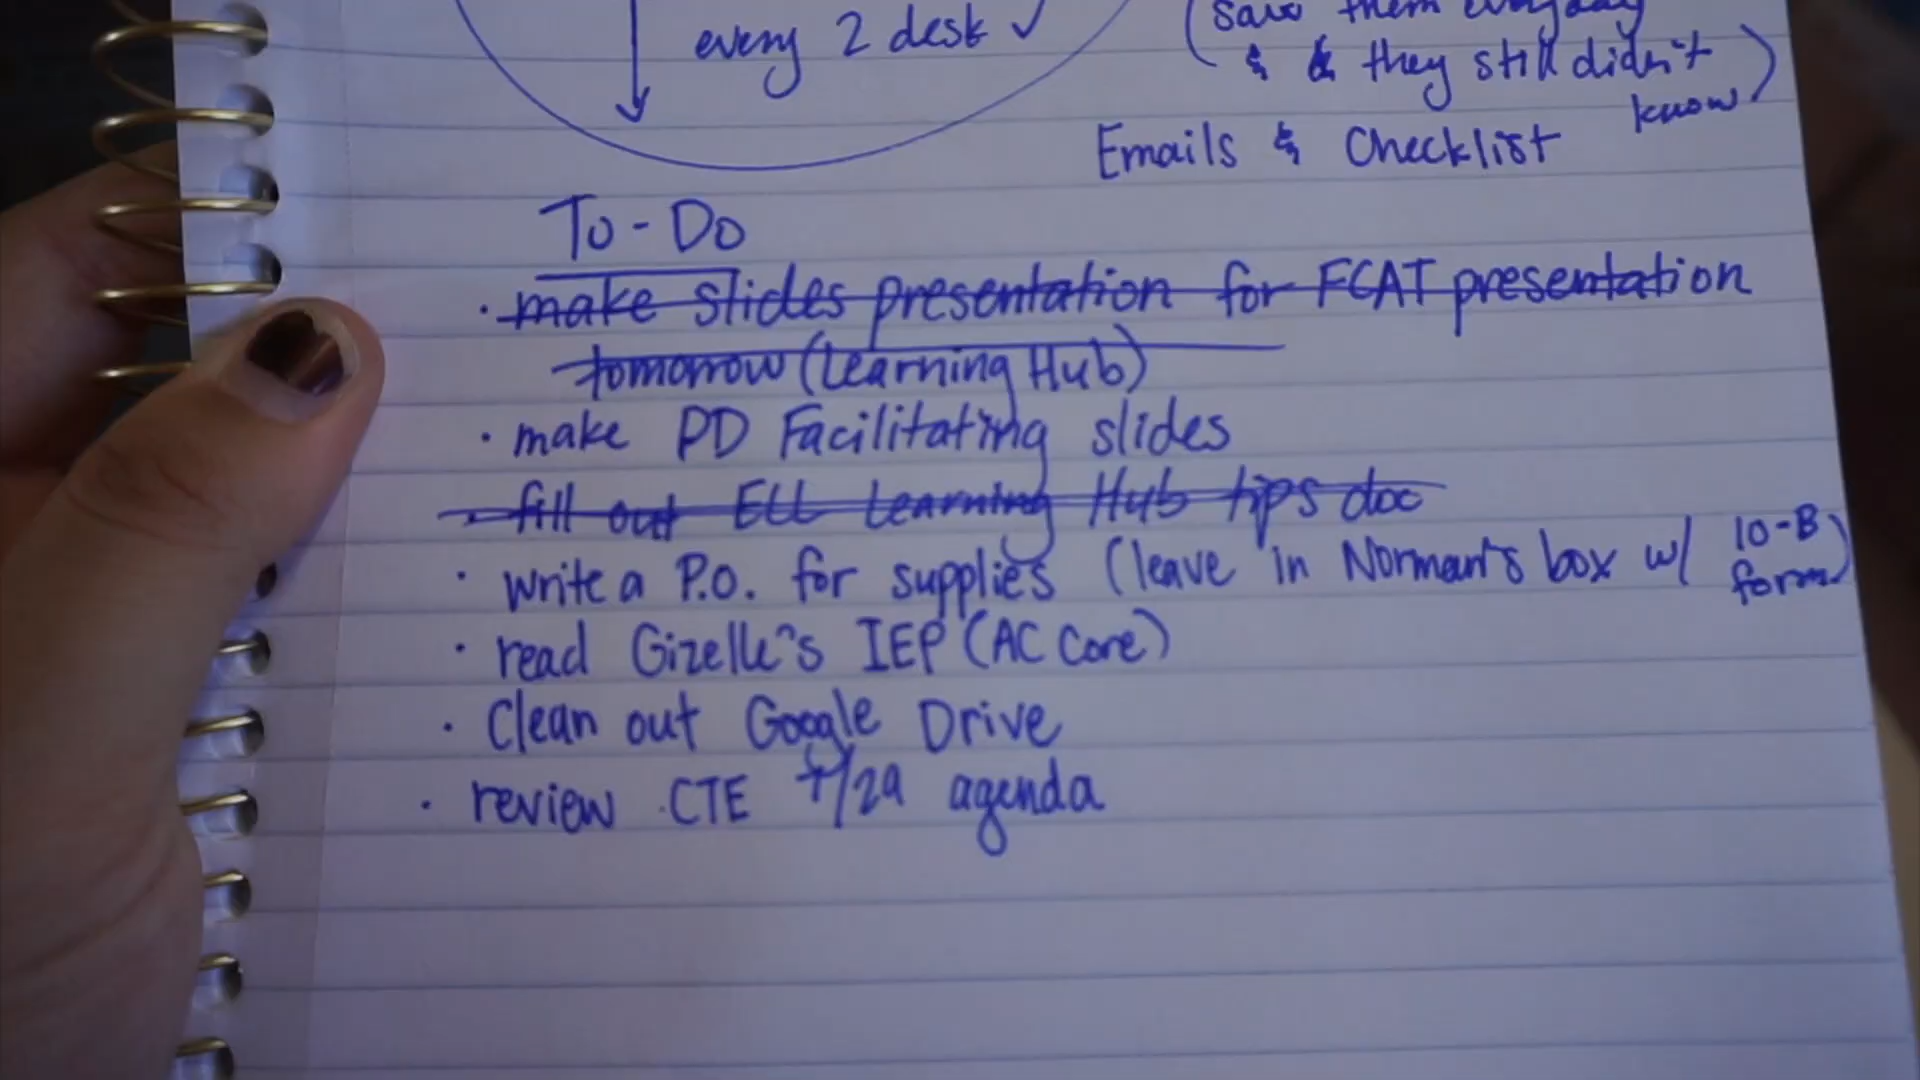 every 2 desk ✓
(saw them everyday
& & they still didn't
know)
Emails & Checklist
To-Do
· make slides presentation for FCAT presentation
tomorrow (Learning Hub)
· make PD Facilitating slides
· fill out ELL Learning Hub tips doc
· write a P.O. for supplies (leave in Norman's box w/ 10-B
form)
· read Gizelle's IEP (AC Core)
· Clean out Google Drive
· review CTE 7/29 agenda